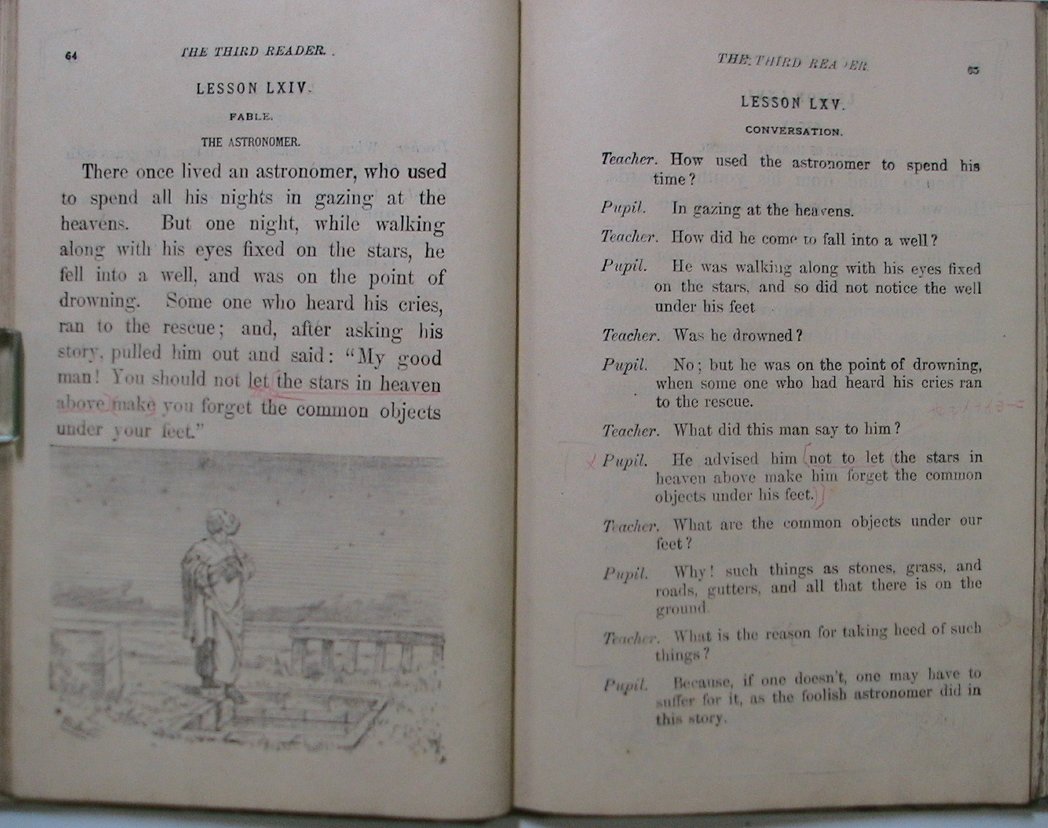 64
THE THIRD READER.
LESSON LXIV.
FABLE.
THE ASTRONOMER.
There once lived an astronomer, who used
to spend all his nights in gazing at the
heavens. But one night, while walking
along with his eyes fixed on the stars, he
fell into a well, and was on the point of
drowning. Some one who heard his cries,
ran to the rescue; and, after asking his
story, pulled him out and said: "My good
man! You should not let the stars in heaven
above make you forget the common objects
under your feet."
THE THIRD READER.
65
LESSON LXV.
CONVERSATION.
Teacher. How used the astronomer to spend his
time?
Pupil. In gazing at the heavens.
Teacher. How did he come to fall into a well?
Pupil. He was walking along with his eyes fixed
on the stars, and so did not notice the well
under his feet
Teacher. Was he drowned?
Pupil. No; but he was on the point of drowning,
when some one who had heard his cries ran
to the rescue.
Teacher. What did this man say to him?
Pupil. He advised him not to let the stars in
heaven above make him forget the common
objects under his feet.
Teacher. What are the common objects under our
feet?
Pupil. Why! such things as stones, grass, and
roads, gutters, and all that there is on the
ground
Teacher. What is the reason for taking heed of such
things?
Pupil. Because, if one doesn't, one may have to
suffer for it, as the foolish astronomer did in
this story.